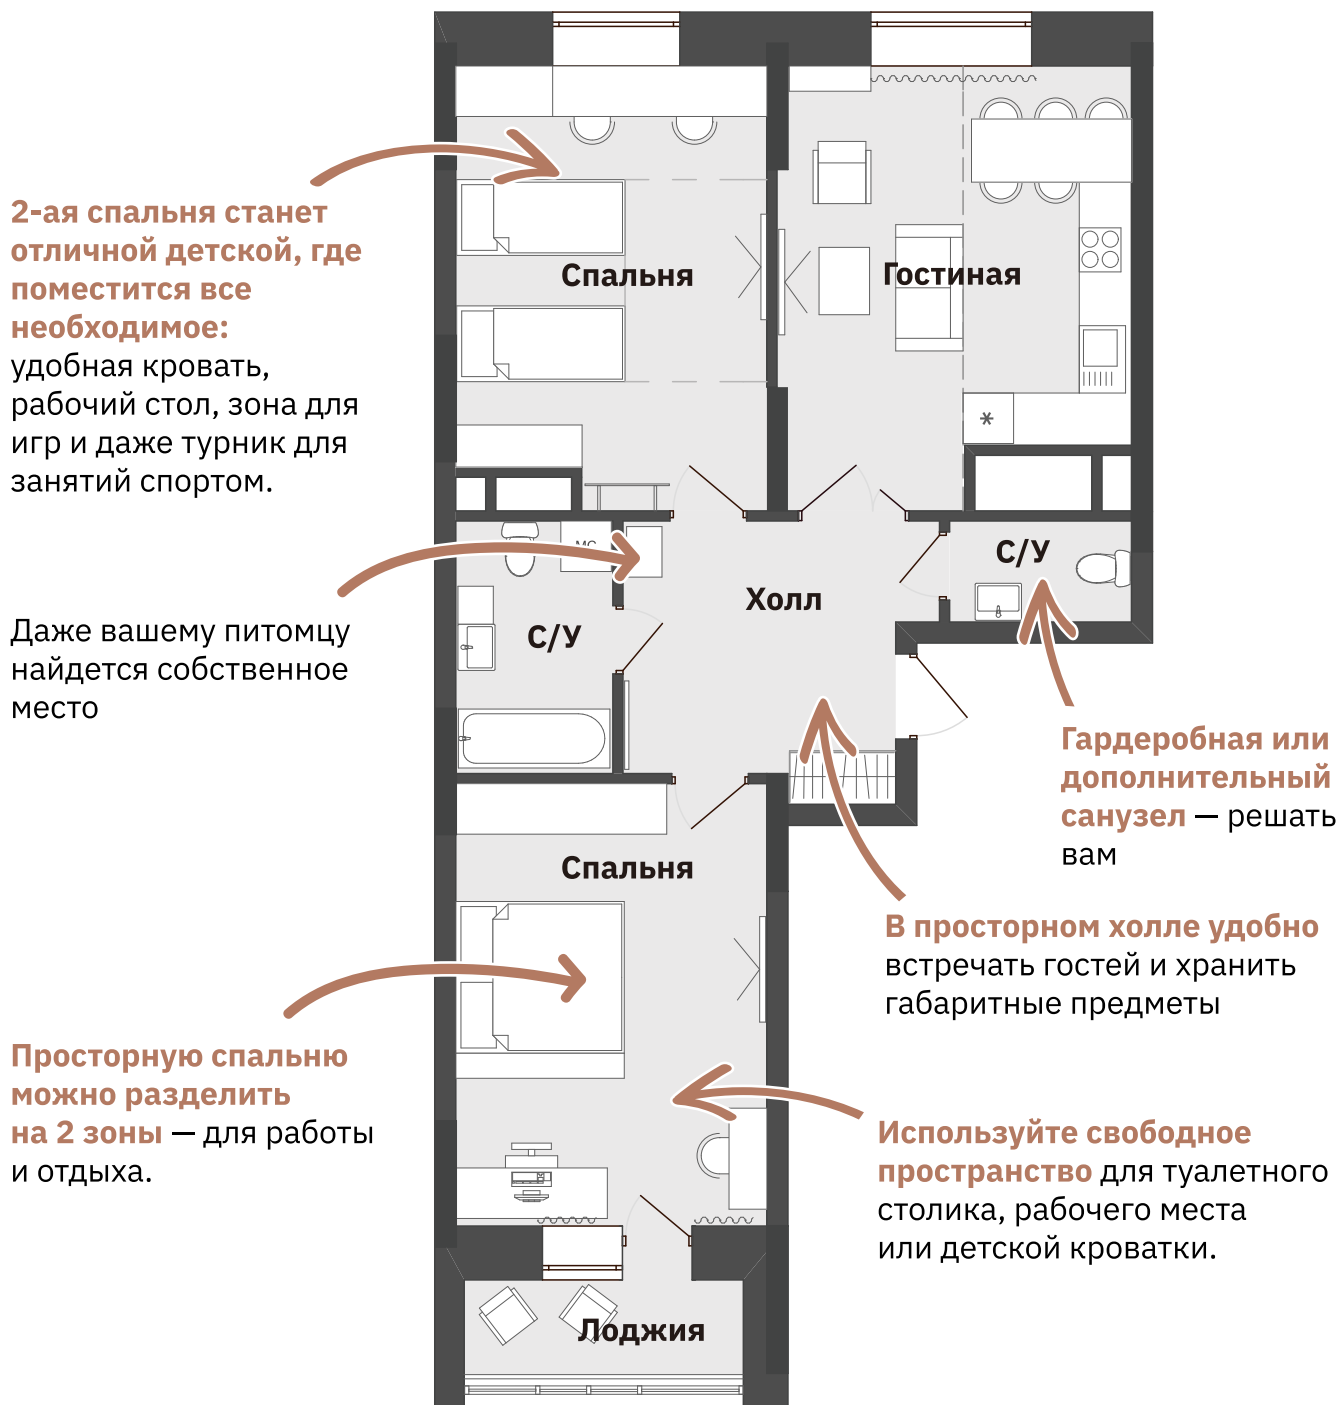 2-ая спальня станет
отличной детской, где
поместится все
необходимое:
удобная кровать,
рабочий стол, зона для
игр и даже турник для
занятий спортом.
Спальня
Гостиная
*
Даже вашему питомцу
найдется собственное
место
С/У
Холл
С/У
Гардеробная или
дополнительный
санузел — решать
вам
Спальня
В просторном холле удобно
встречать гостей и хранить
габаритные предметы
Просторную спальню
можно разделить
на 2 зоны — для работы
и отдыха.
Используйте свободное
пространство для туалетного
столика, рабочего места
или детской кроватки.
Лоджия